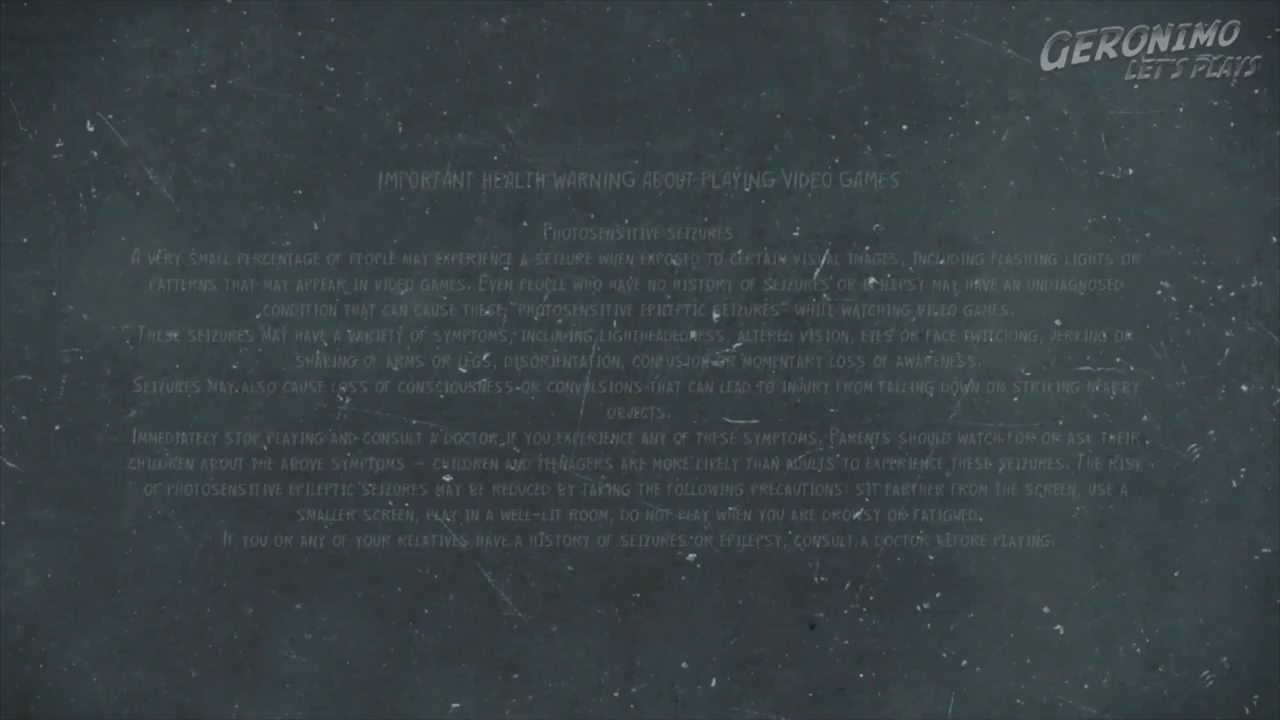 GERONIMO
LET'S PLAYS
IMPORTANT HEALTH WARNING ABOUT PLAYING VIDEO GAMES
PHOTOSENSITIVE SEIZURES
A VERY SMALL PERCENTAGE OF PEOPLE MAY EXPERIENCE A SEIZURE WHEN EXPOSED TO CERTAIN VISUAL IMAGES, INCLUDING FLASHING LIGHTS OR
PATTERNS THAT MAY APPEAR IN VIDEO GAMES. EVEN PEOPLE WHO HAVE NO HISTORY OF SEIZURES OR EPILEPSY MAY HAVE AN UNDIAGNOSED
CONDITION THAT CAN CAUSE THESE "PHOTOSENSITIVE EPILEPTIC SEIZURES" WHILE WATCHING VIDEO GAMES.
THESE SEIZURES MAY HAVE A VARIETY OF SYMPTOMS, INCLUDING LIGHTHEADEDNESS, ALTERED VISION, EYES OR FACE TWITCHING, JERKING OR
SHAKING OF ARMS OR LEGS, DISORIENTATION, CONFUSION OR MOMENTARY LOSS OF AWARENESS.
SEIZURES MAY ALSO CAUSE LOSS OF CONSCIOUSNESS OR CONVULSIONS THAT CAN LEAD TO INJURY FROM FALLING DOWN OR STRIKING NEARBY
OBJECTS.
IMMEDIATELY STOP PLAYING AND CONSULT A DOCTOR IF YOU EXPERIENCE ANY OF THESE SYMPTOMS. PARENTS SHOULD WATCH FOR OR ASK THEIR
CHILDREN ABOUT THE ABOVE SYMPTOMS – CHILDREN AND TEENAGERS ARE MORE LIKELY THAN ADULTS TO EXPERIENCE THESE SEIZURES. THE RISK
OF PHOTOSENSITIVE EPILEPTIC SEIZURES MAY BE REDUCED BY TAKING THE FOLLOWING PRECAUTIONS: SIT FARTHER FROM THE SCREEN, USE A
SMALLER SCREEN, PLAY IN A WELL-LIT ROOM, DO NOT PLAY WHEN YOU ARE DROWSY OR FATIGUED.
IF YOU OR ANY OF YOUR RELATIVES HAVE A HISTORY OF SEIZURES OR EPILEPSY, CONSULT A DOCTOR BEFORE PLAYING.